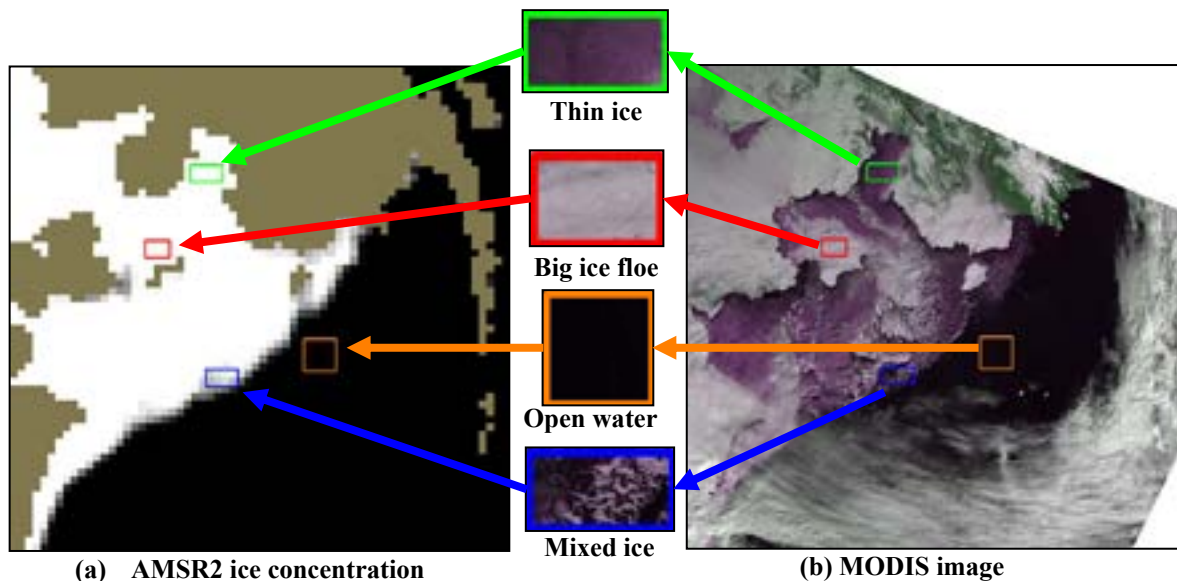 Thin ice
Big ice floe
Open water
Mixed ice
(a) AMSR2 ice concentration
(b) MODIS image